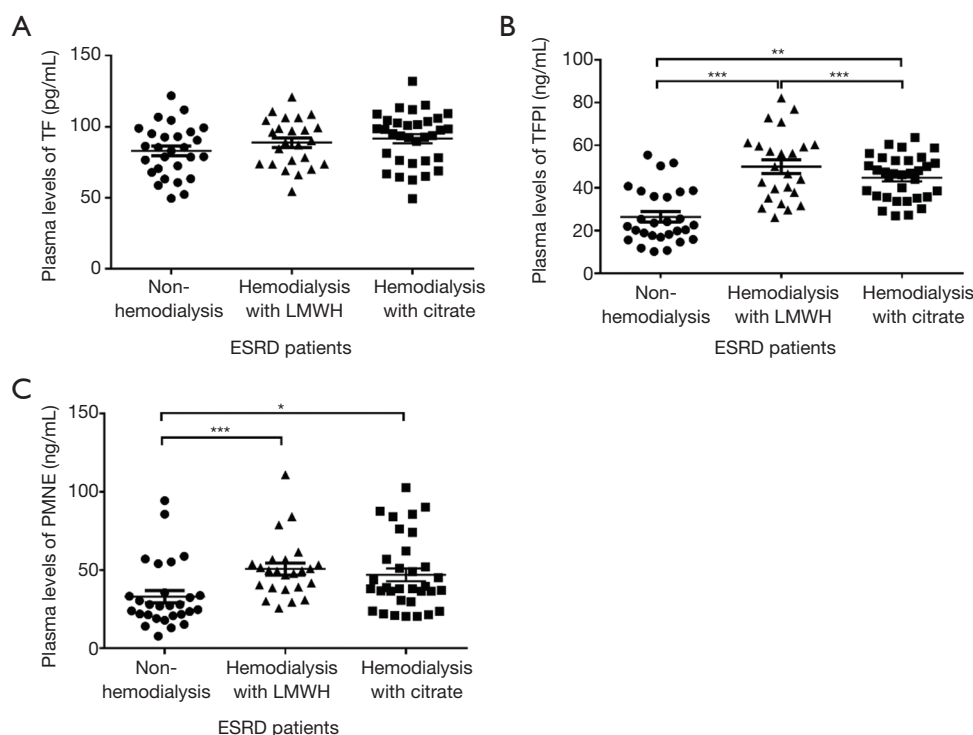 A
Plasma levels of TF (pg/mL)
150
100
50
0
Non-
hemodialysis
Hemodialysis
with LMWH
Hemodialysis
with citrate
ESRD patients
B
Plasma levels of TFPI (ng/mL)
100
80
60
40
20
0
**
***
***
Non-
hemodialysis
Hemodialysis
with LMWH
Hemodialysis
with citrate
ESRD patients
C
Plasma levels of PMNE (ng/mL)
150
100
50
0
*
***
Non-
hemodialysis
Hemodialysis
with LMWH
Hemodialysis
with citrate
ESRD patients